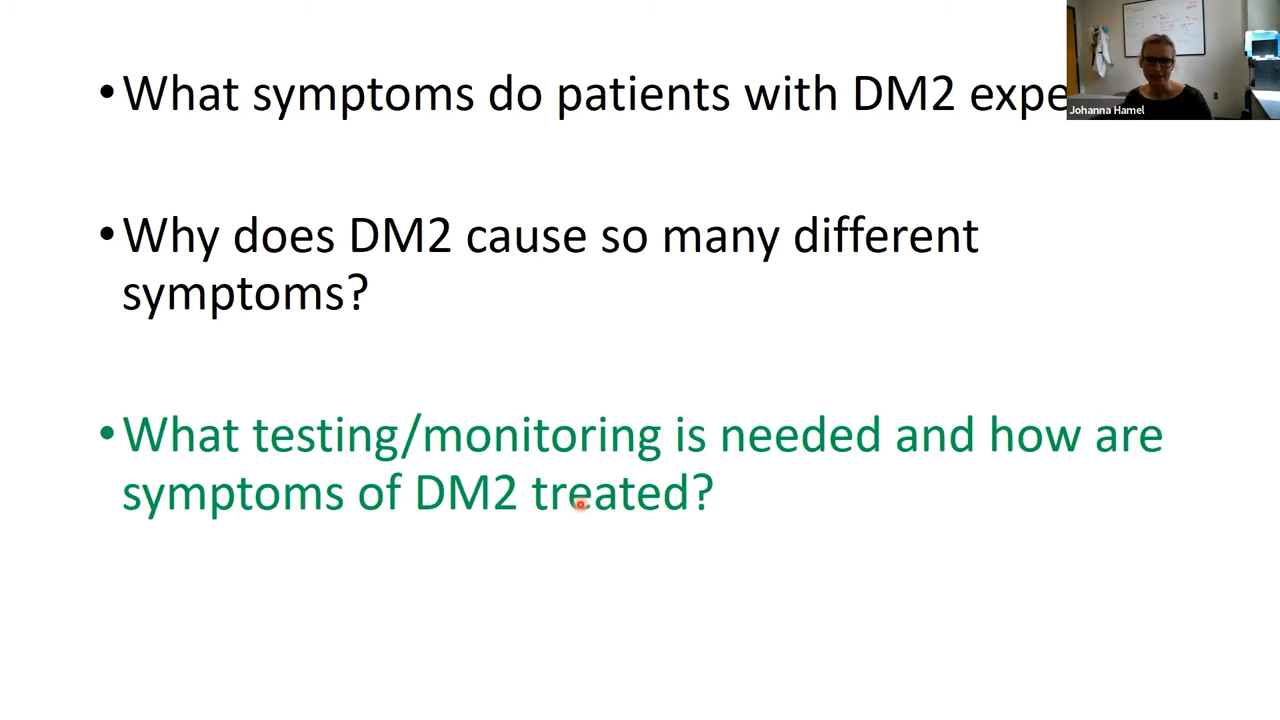 •What symptoms do patients with DM2 expe
Johanna Hamel
•Why does DM2 cause so many different
symptoms?
•What testing/monitoring is needed and how are
symptoms of DM2 treated?